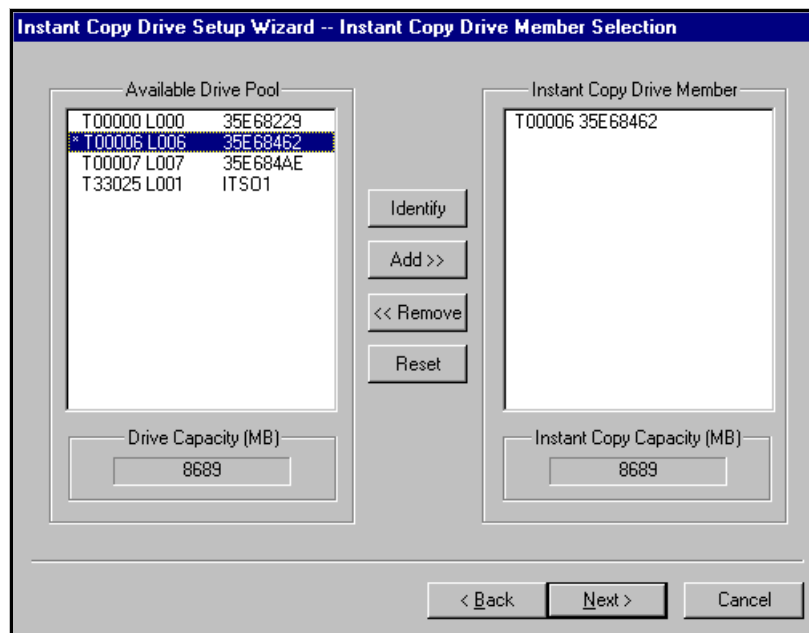 Instant Copy Drive Setup Wizard -- Instant Copy Drive Member Selection
Available Drive Pool
T00000 L000 35E68229
* T00006 L006 35E68462
T00007 L007 35E684AE
T33025 L001 ITSO1
Drive Capacity (MB)
8689
Identify
Add >>
<< Remove
Reset
Instant Copy Drive Member
T00006 35E68462
Instant Copy Capacity (MB)
8689
< Back
Next >
Cancel